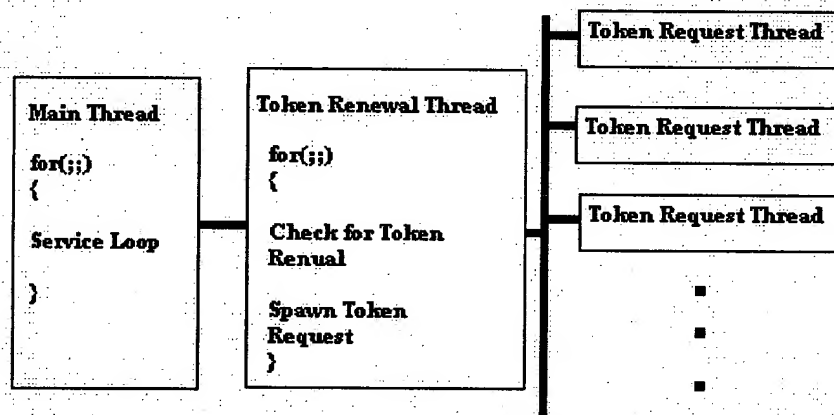 Main Thread
for(;;)
{
Service Loop
}
Token Renewal Thread
for(;;)
{
Check for Token
Renual
Spawn Token
Request
}
Token Request Thread
Token Request Thread
Token Request Thread